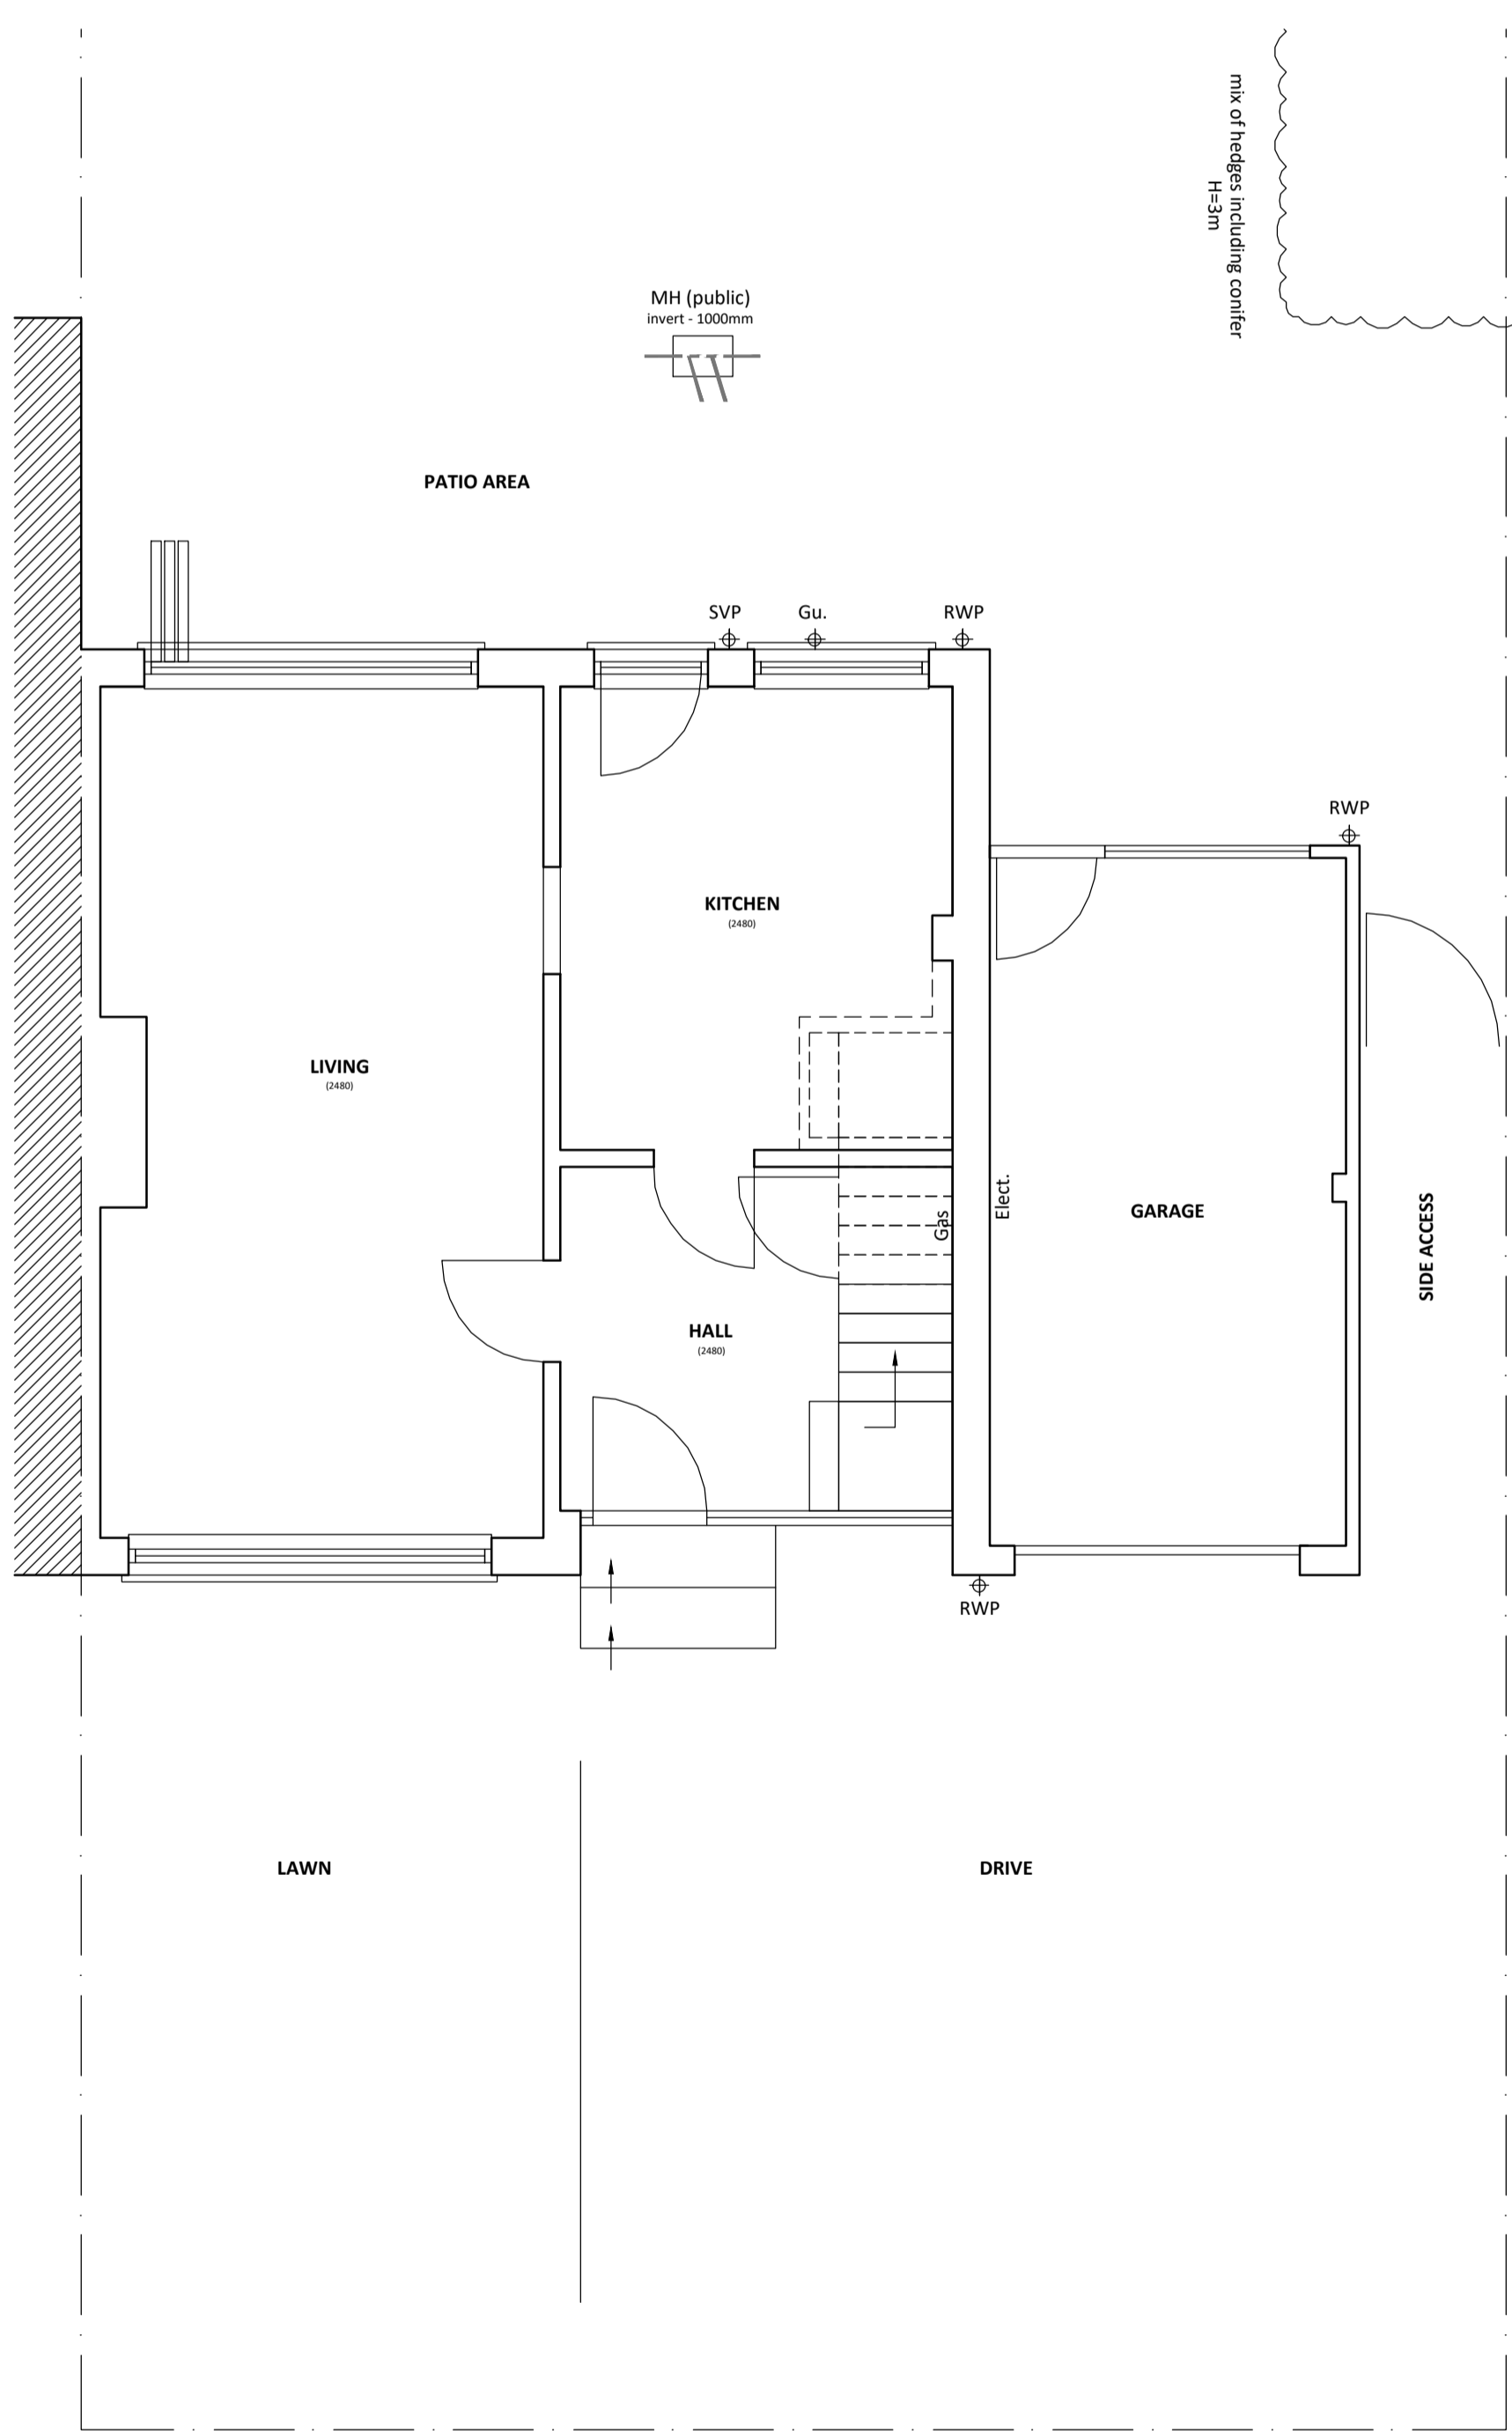 mix of hedges including conifer
H=3m
MH (public)
invert - 1000mm
PATIO AREA
SVP
Gu.
RWP
RWP
KITCHEN
(2480)
LIVING
(2480)
Gas
Elect.
GARAGE
SIDE ACCESS
HALL
(2480)
RWP
LAWN
DRIVE